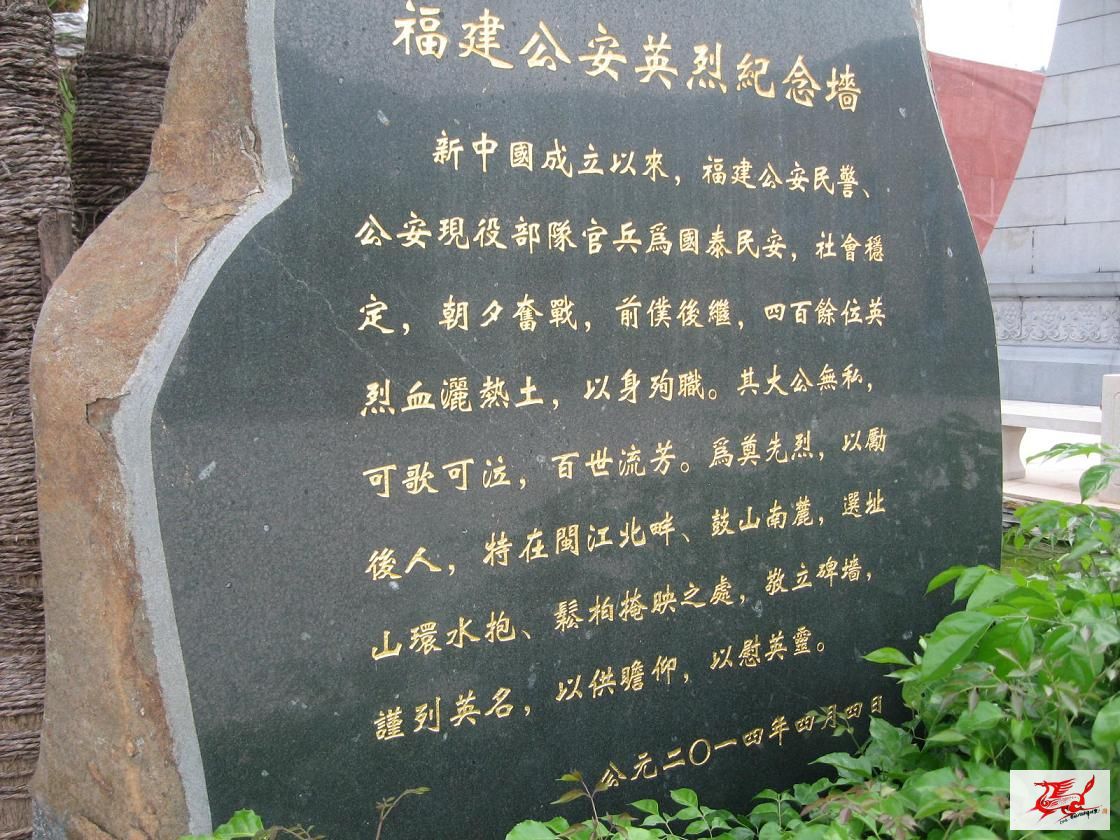 福建公安英烈紀念墻
新中國成立以來，福建公安民警、
公安現役部隊官兵爲國泰民安，社會穩
定，朝夕奮戰，前僕後繼，四百餘位英
烈血灑熱土，以身殉職。其大公無私，
可歌可泣，百世流芳。爲奠先烈，以勵
後人，特在閩江北畔、鼓山南麓，選址
山環水抱、鬆柏掩映之處，敬立碑墻，
謹列英名，以供瞻仰，以慰英靈。
公元二〇一四年四月四日